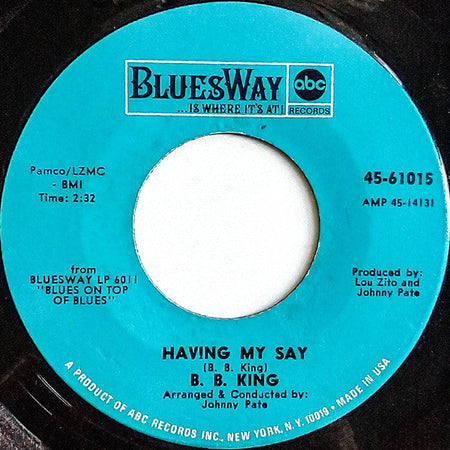 BLUESWAY
...IS WHERE IT'S AT!
abc
RECORDS
Pamco/LZMC
- BMI
Time: 2:32
45-61015
AMP 45-14131
from
BLUESWAY LP 6011
"BLUES ON TOP
OF BLUES"
Produced by:
Lou Zito and
Johnny Pate
HAVING MY SAY
(B. B. King)
B. B. KING
Arranged & Conducted by:
Johnny Pate
A PRODUCT OF ABC RECORDS INC., NEW YORK, N.Y. 10019 • MADE IN USA